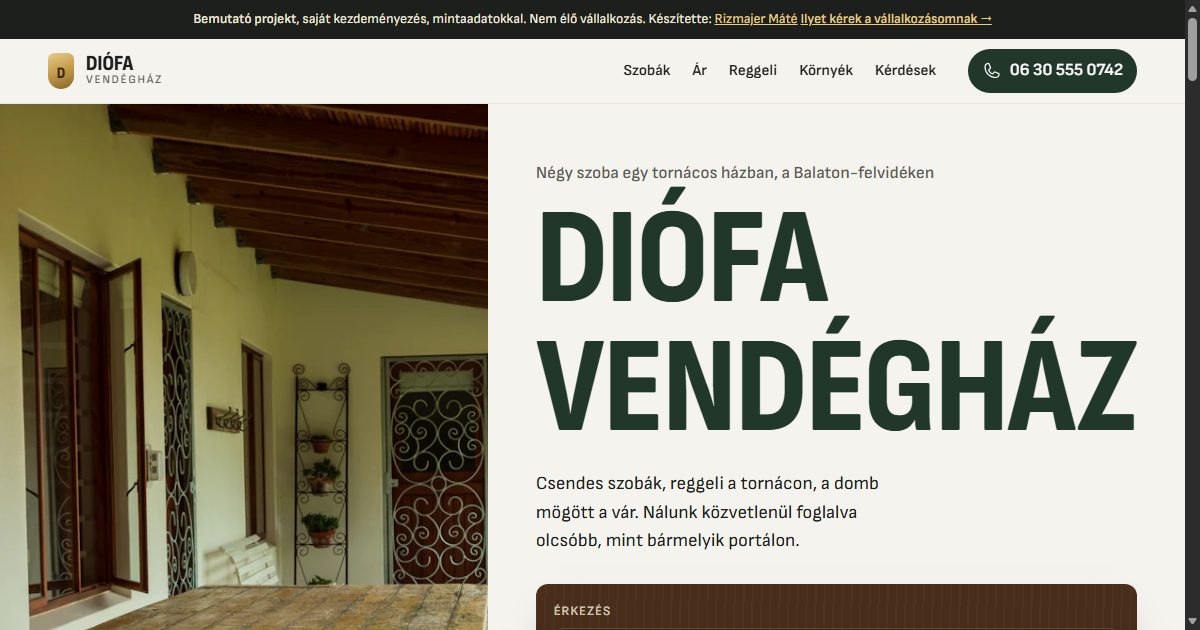 Bemutató projekt, saját kezdeményezés, mintaadatokkal. Nem élő vállalkozás. Készítette: Rizmajer Máté Ilyet kérek a vállalkozásomnak →
D
DIÓFA
VENDÉGHÁZ
Szobák Ár Reggeli Környék Kérdések 06 30 555 0742
Négy szoba egy tornácos házban, a Balaton-felvidéken
DIÓFA
VENDÉGHÁZ
Csendes szobák, reggeli a tornácon, a domb
mögött a vár. Nálunk közvetlenül foglalva
olcsóbb, mint bármelyik portálon.
ÉRKEZÉS